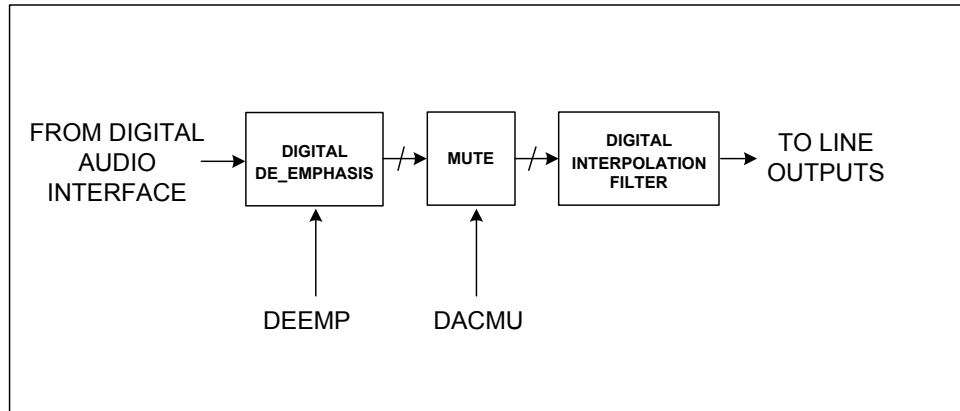 FROM DIGITAL
AUDIO
INTERFACE
DIGITAL
DE_EMPHASIS
MUTE
DIGITAL
INTERPOLATION
FILTER
TO LINE
OUTPUTS
DEEMP
DACMU